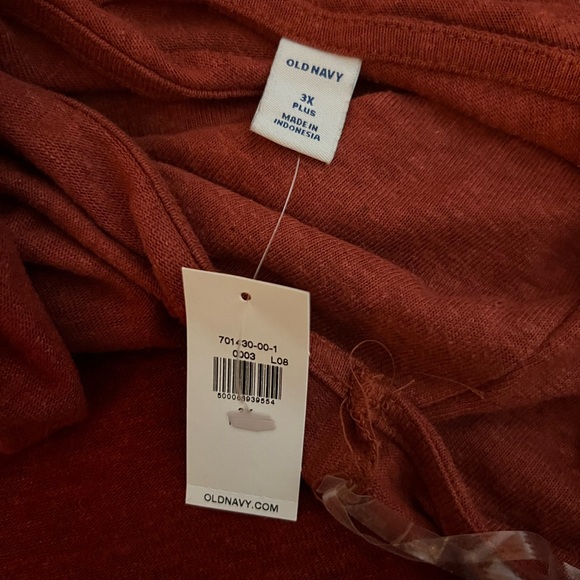 OLD NAVY
3X
PLUS
MADE IN
INDONESIA
701430-00-1
0003 L08
OLDNAVY.COM